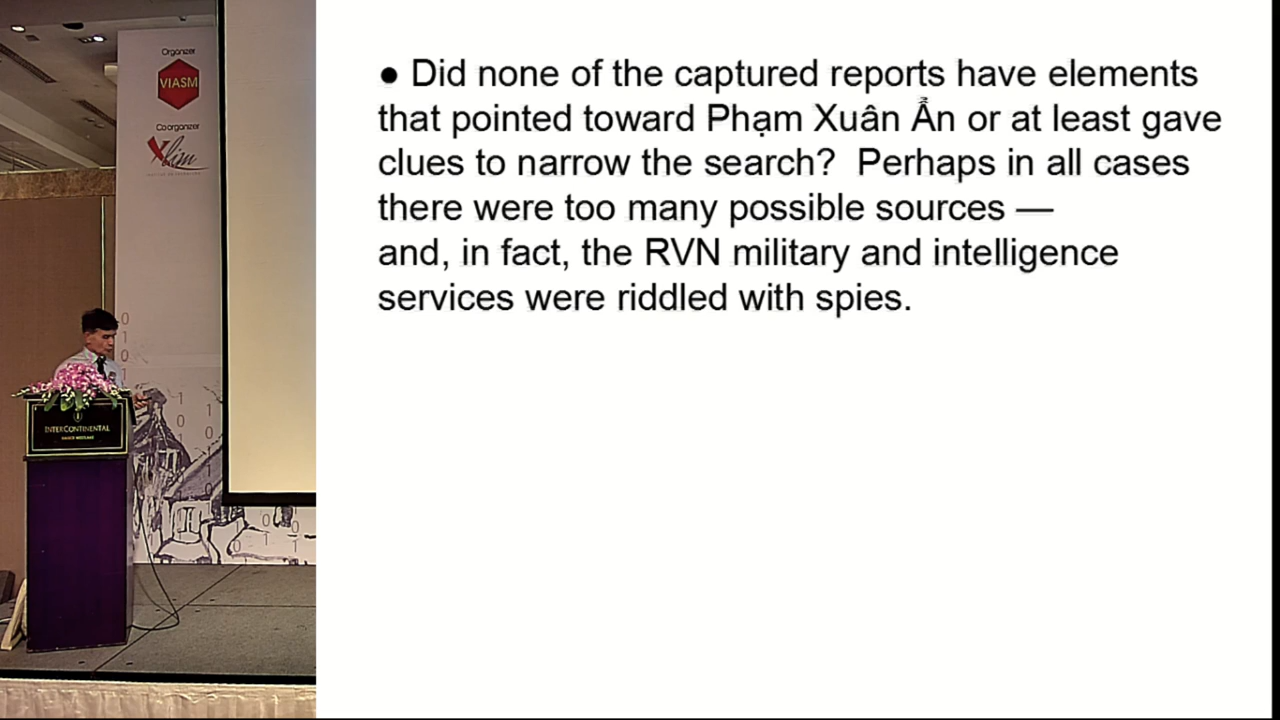 Organizer
VIASM
Co-organizer
INTERCONTINENTAL
● Did none of the captured reports have elements
that pointed toward Phạm Xuân Ẩn or at least gave
clues to narrow the search?  Perhaps in all cases
there were too many possible sources —
and, in fact, the RVN military and intelligence
services were riddled with spies.